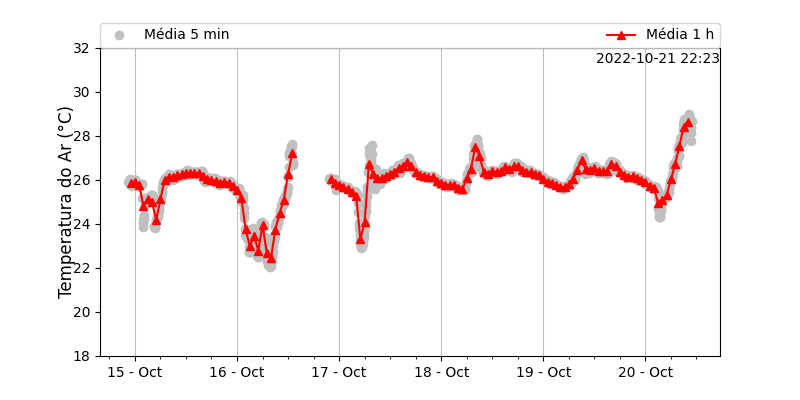 Média 5 min
Média 1 h
2022-10-21 22:23
Temperatura do Ar (°C)
32
30
28
26
24
22
20
18
15 - Oct
16 - Oct
17 - Oct
18 - Oct
19 - Oct
20 - Oct